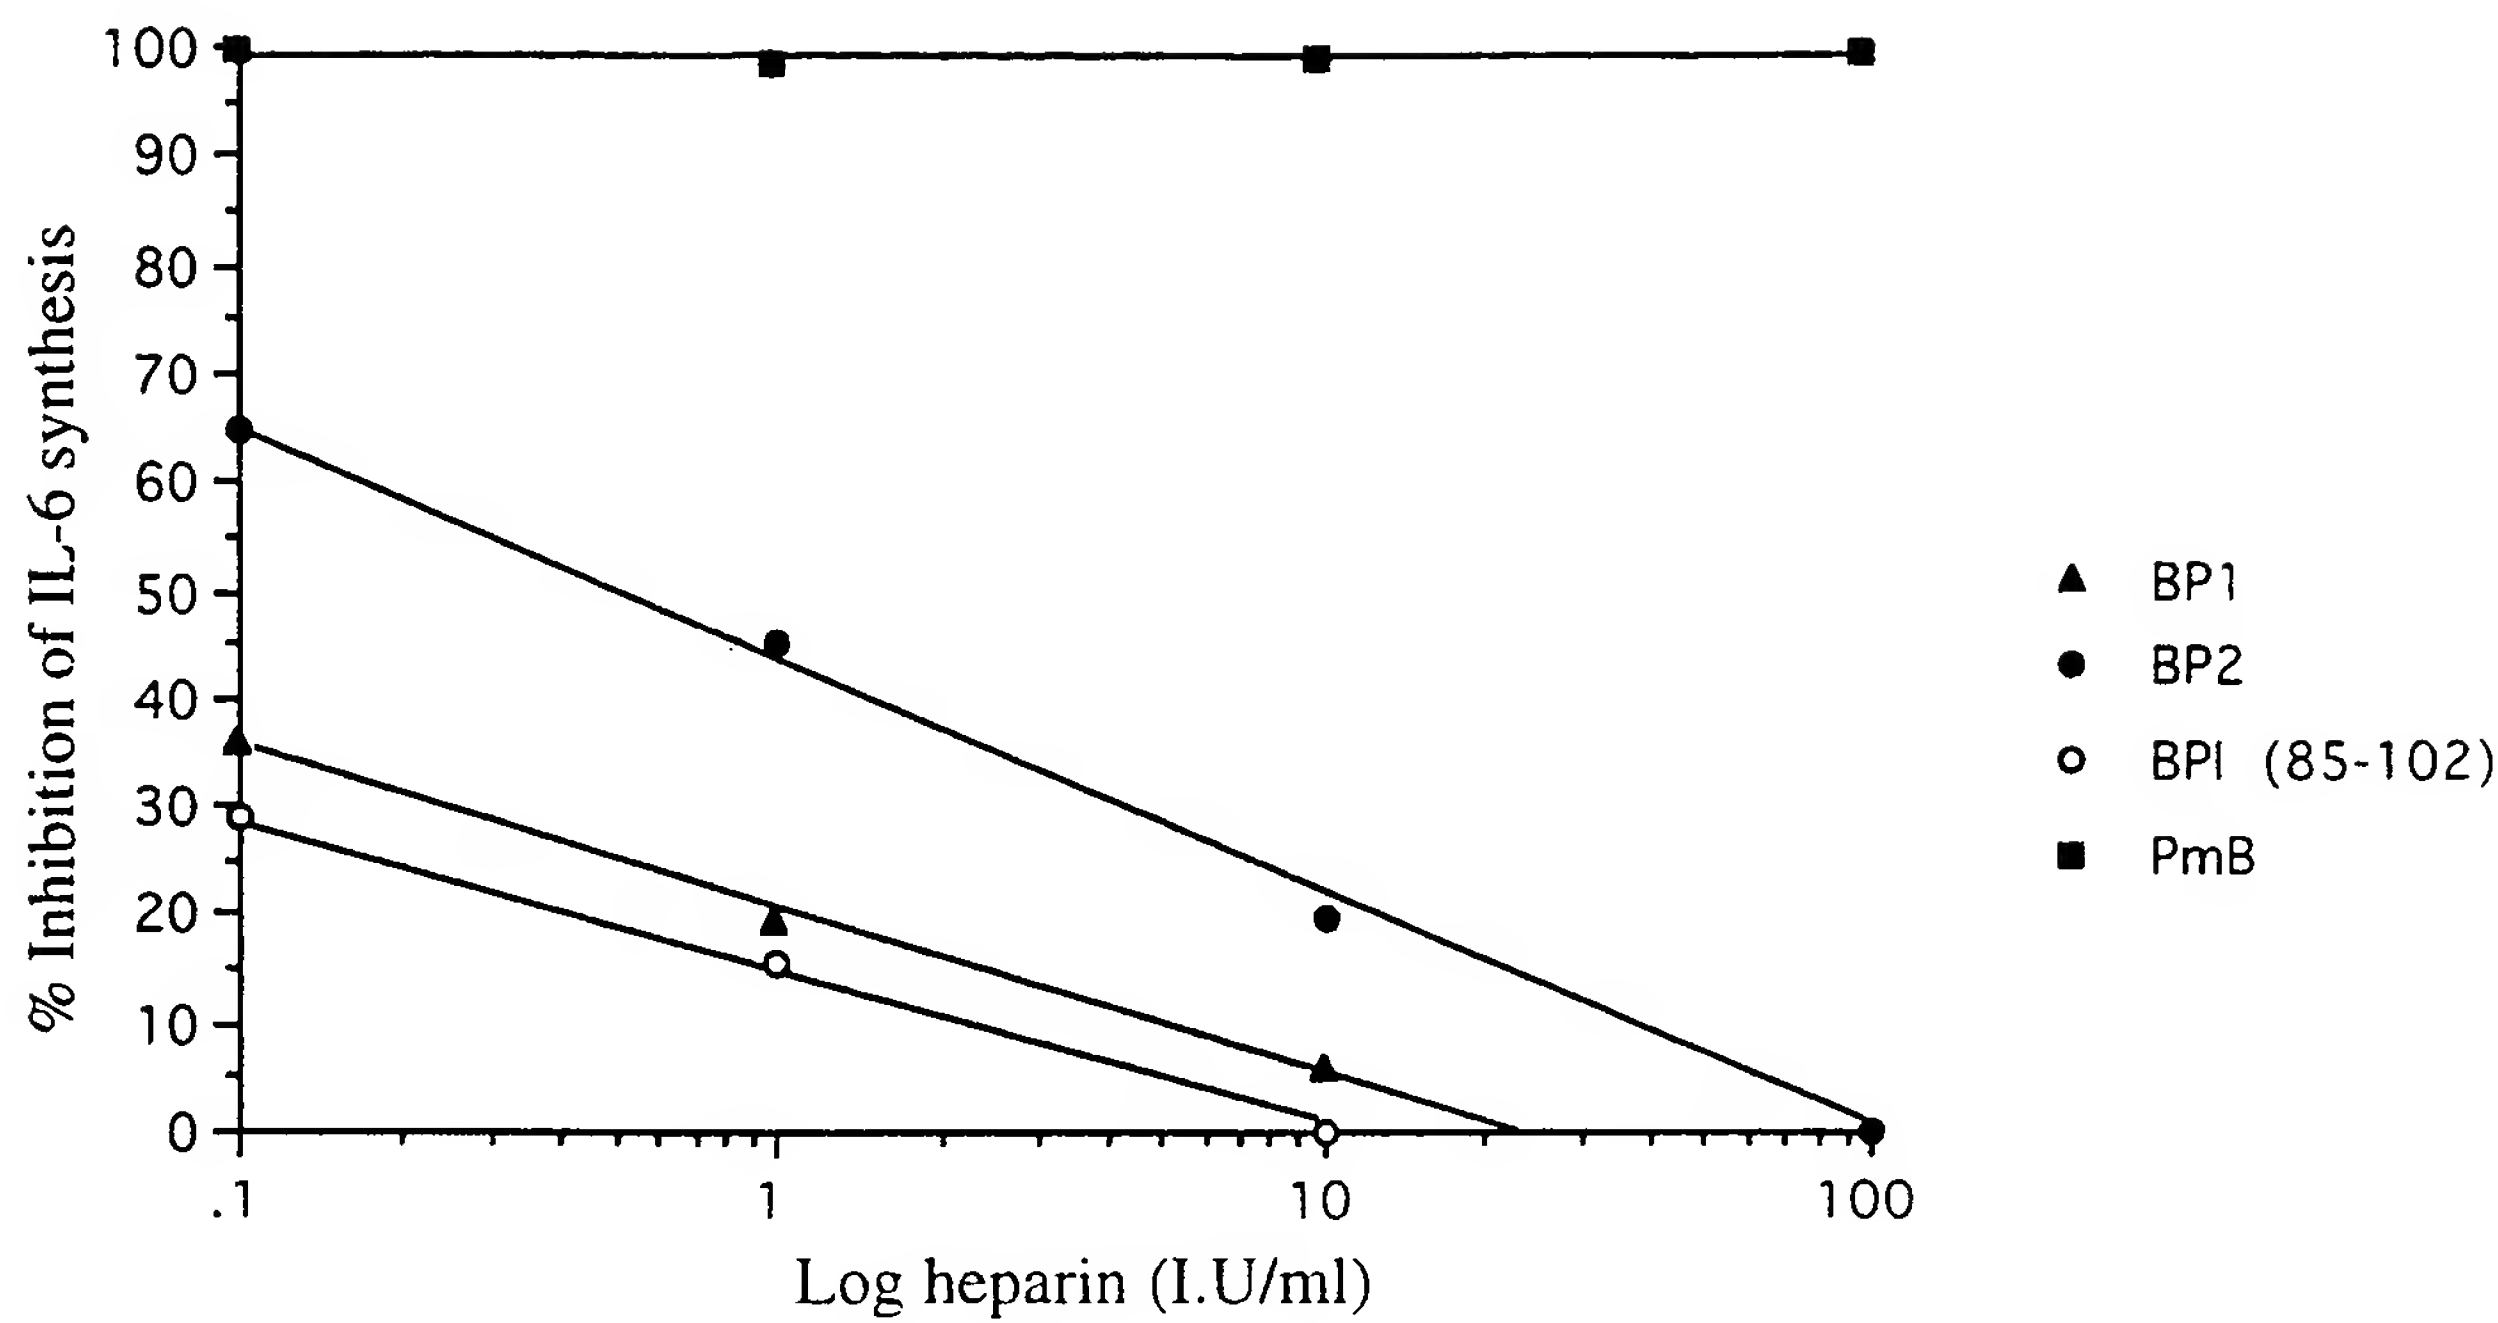 % Inhibition of IL-6 synthesis
100
90
80
70
60
50
40
30
20
10
0
.1 1 10 100
Log heparin (I.U/ml)
BP1
BP2
BPI (85-102)
PmB